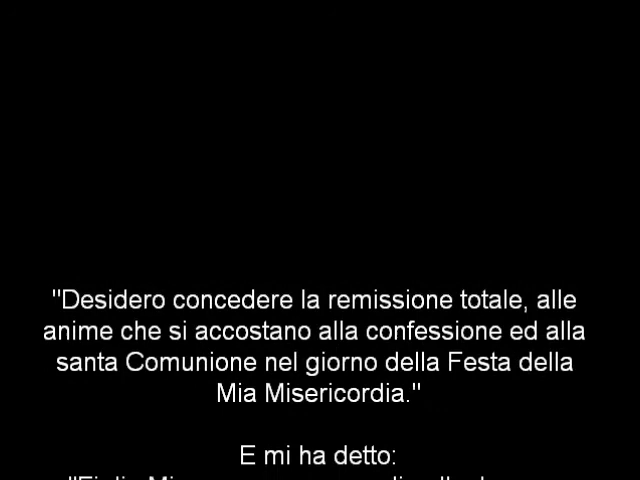 "Desidero concedere la remissione totale, alle
anime che si accostano alla confessione ed alla
santa Comunione nel giorno della Festa della
Mia Misericordia."
E mi ha detto: